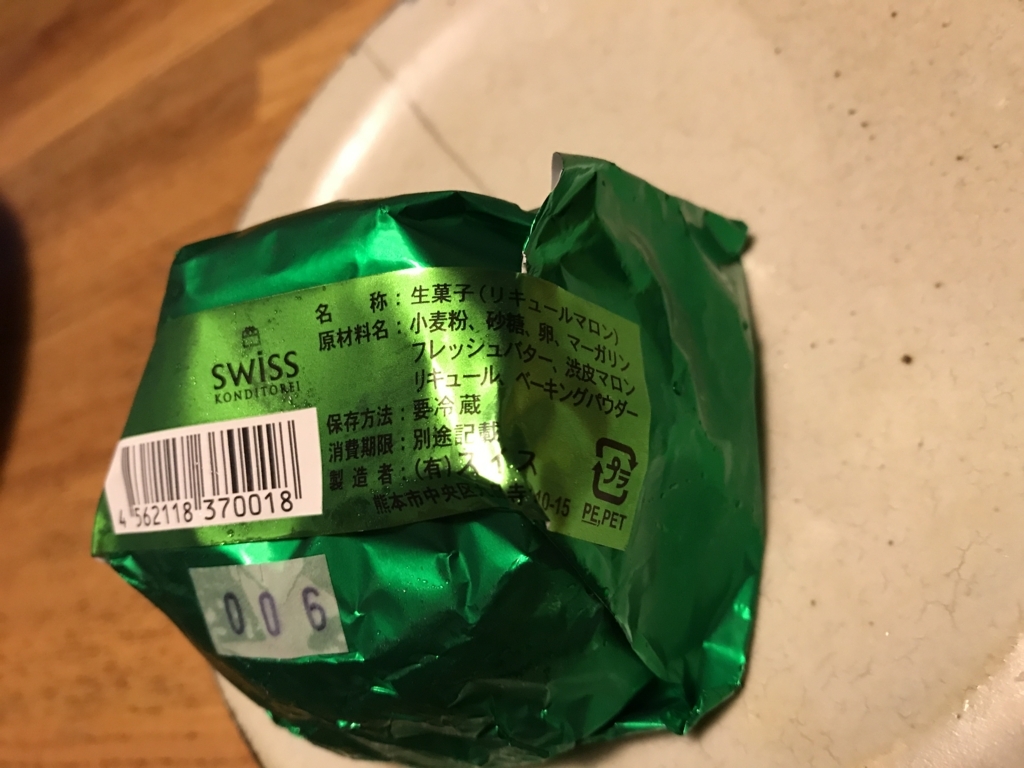 SWISS
KONDITOREI
名 称：生菓子（リキュールマロン）
原材料名：小麦粉、砂糖、卵、マーガリン
フレッシュバター、渋皮マロン
リキュール、ベーキングパウダー
保存方法：要冷蔵
消費期限：別途記載
製造者：(有)スイス
熊本市中央区 寺 40-15
プラ
PE,PET
4 562118 370018
006